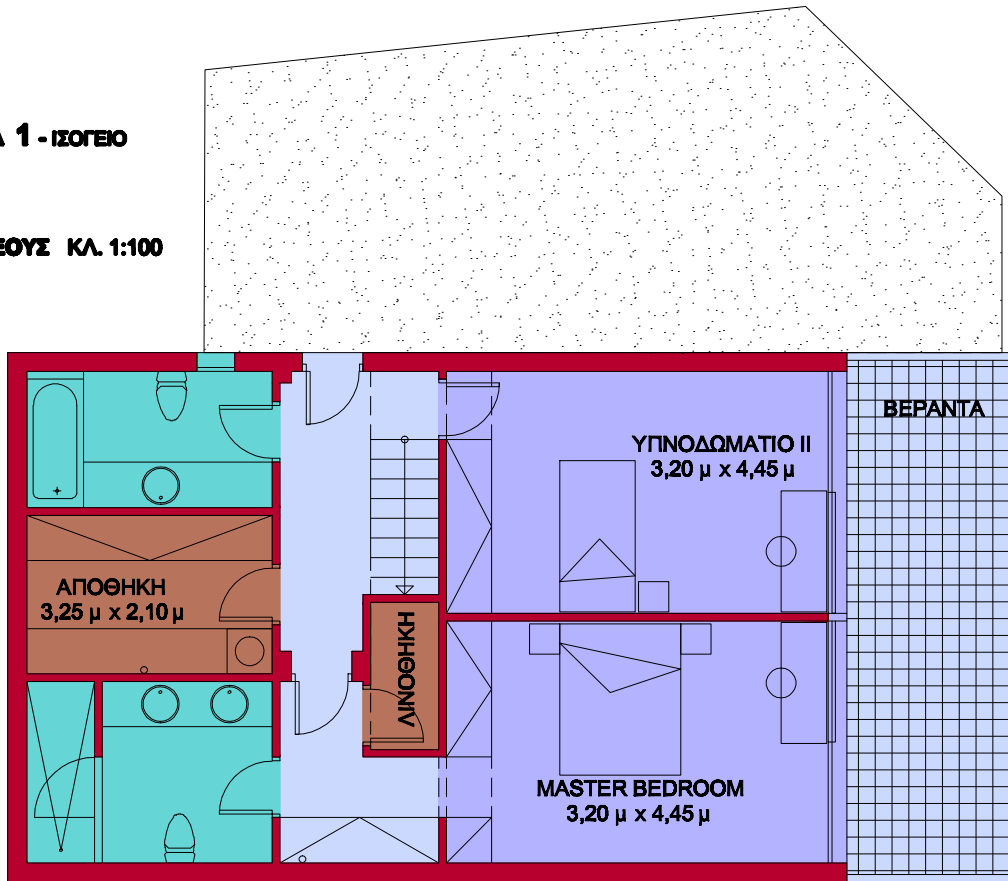 1 - ΙΣΟΓΕΙΟ
ΚΛ. 1:100
ΒΕΡΑΝΤΑ
ΥΠΝΟΔΩΜΑΤΙΟ ΙΙ
3,20 μ x 4,45 μ
ΑΠΟΘΗΚΗ
3,25 μ x 2,10 μ
ΛΙΝΟΘΗΚΗ
MASTER BEDROOM
3,20 μ x 4,45 μ